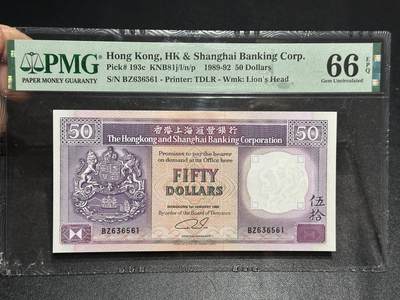 PMG
PAPER MONEY GUARANTY
Hong Kong, HK & Shanghai Banking Corp.
Pick# 193c KNB81j/l/n/p 1989-92 50 Dollars
S/N BZ636561 - Printer: TDLR - Wmk: Lion's Head
66 EPQ
Gem Uncirculated
50
香港上海滙豐銀行
50
The Hongkong and Shanghai Banking Corporation
Promises to pay the bearer
on demand at its Office here
FIFTY
DOLLARS
伍拾
By order of the Board of Directors
BZ636561
BZ636561